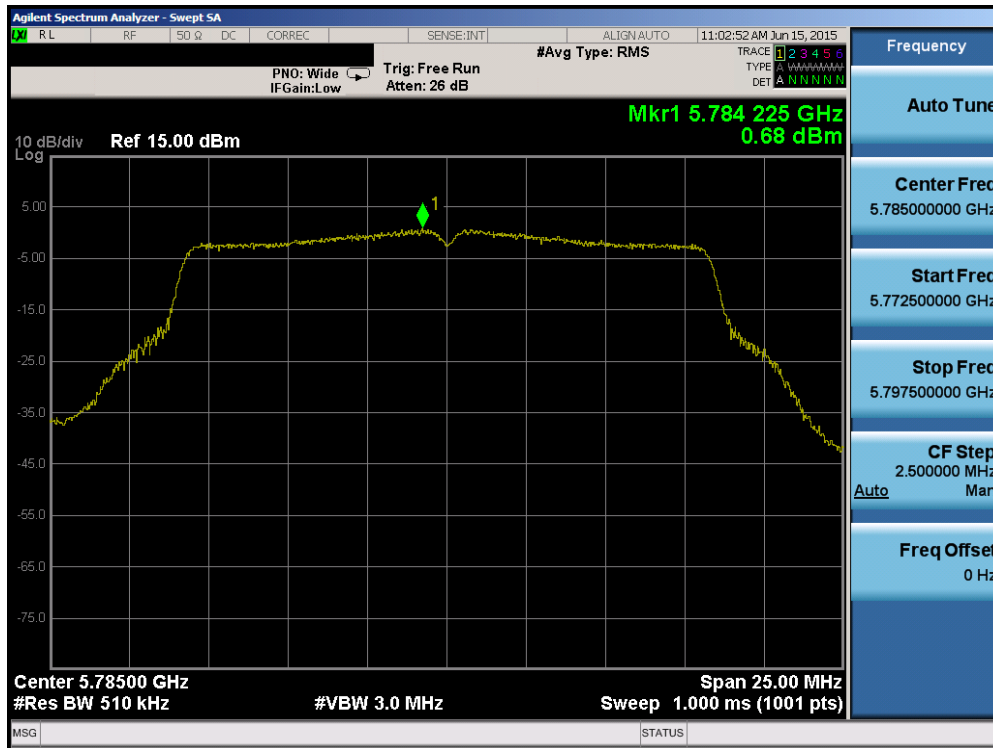 Agilent Spectrum Analyzer - Swept SA
LXI RL RF 50 Ω DC CORREC SENSE:INT ALIGN AUTO 11:02:52 AM Jun 15, 2015
#Avg Type: RMS
TRACE 1 2 3 4 5 6
PNO: Wide Trig: Free Run
TYPE A WWWWW
IFGain:Low Atten: 26 dB
DET A N N N N N
Mkr1 5.784 225 GHz
0.68 dBm
10 dB/div Ref 15.00 dBm
Log
1
5.00
-5.00
-15.0
-25.0
-35.0
-45.0
-55.0
-65.0
-75.0
Center 5.78500 GHz Span 25.00 MHz
#Res BW 510 kHz #VBW 3.0 MHz Sweep 1.000 ms (1001 pts)
MSG STATUS
Frequency
Auto Tune
Center Freq
5.785000000 GHz
Start Freq
5.772500000 GHz
Stop Freq
5.797500000 GHz
CF Step
2.500000 MHz
Auto Man
Freq Offset
0 Hz